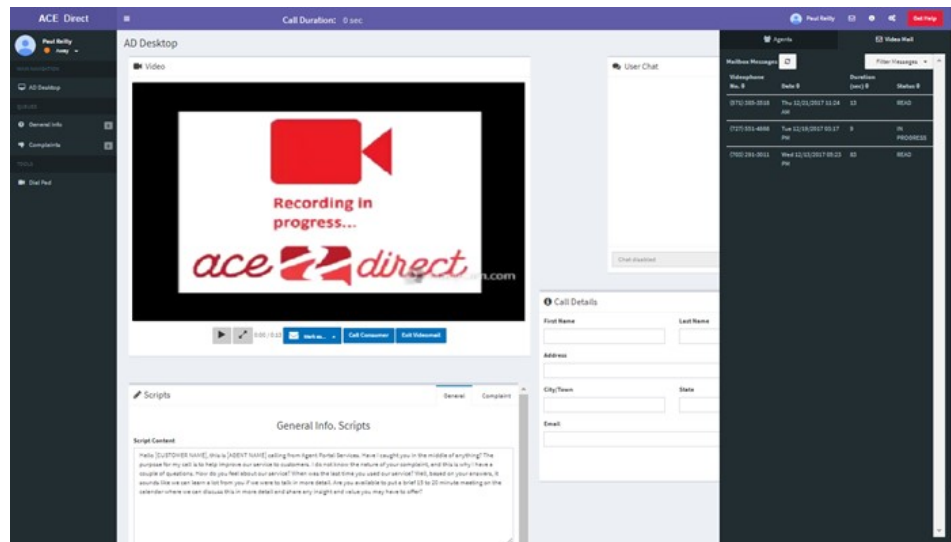 ACE Direct
Call Duration: 0 sec
Paul Reilly
Get Help
Paul Reilly
Away
MAIN NAVIGATION
AD Desktop
QUEUES
General Info
Complaints
TOOLS
Dial Pad
AD Desktop
Video
Recording in
progress...
ace direct
n.com
0:00 / 0:13
Mark as...
Call Consumer
Exit Videomail
User Chat
Chat disabled
Call Details
First Name
Last Name
Address
City/Town
State
Email
Scripts
General
Complaint
General Info. Scripts
Script Content
Hello [CUSTOMER NAME], this is [AGENT NAME] calling from Agent Portal Services. Have I caught you in the middle of anything? The
purpose for my call is to help improve our service to customers. I do not know the nature of your complaint, and this is why I have a
couple of questions. How do you feel about our service? When was the last time you used our service? Well, based on your answers, it
sounds like we can learn a lot from you if we were to talk in more detail. Are you available to put a brief 15 to 20 minute meeting on the
calendar where we can discuss this in more detail and share any insight and value you may have to offer?
Agents
Video Mail
Mailbox Messages
Filter Messages
Videophone
No.
Date
Duration
(sec)
Status
Thu 12/21/2017 11:24
AM
13
READ
Tue 12/19/2017 03:17
PM
9
IN
PROGRESS
Wed 12/13/2017 03:23
PM
READ